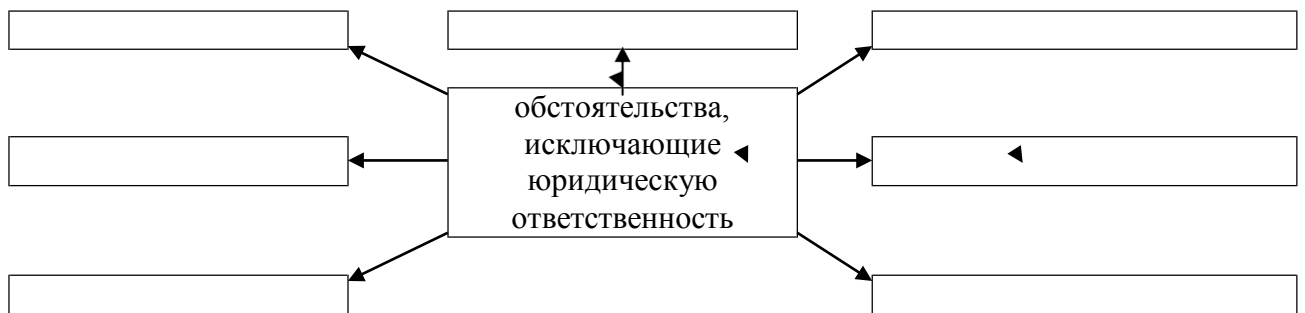 обстоятельства,
исключающие
юридическую
ответственность